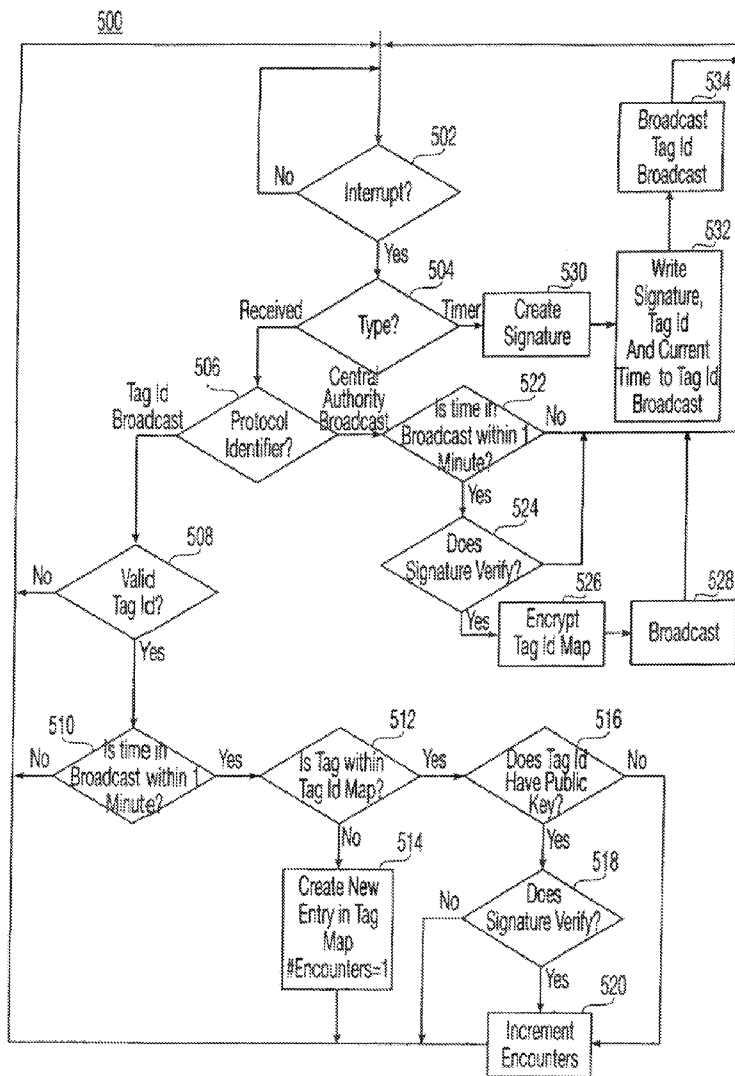 500
502
Interrupt?
No
Yes
504
Received
Type?
Timer
530
Create
Signature
532
Write
Signature,
Tag Id
And Current
Time to Tag Id
Broadcast
534
Broadcast
Tag Id
Broadcast
506
Tag Id
Broadcast
Protocol
Identifier?
Central
Authority
Broadcast
522
Is time in
Broadcast within 1
Minute?
No
Yes
524
Does
Signature Verify?
Yes
526
Encrypt
Tag Id Map
528
Broadcast
508
No
Valid
Tag Id?
Yes
510
No
Is time in
Broadcast within 1
Minute?
Yes
512
Is Tag within
Tag Id Map?
Yes
No
514
Create New
Entry in Tag
Map
#Encounters=1
516
Does Tag Id
Have Public
Key?
No
Yes
518
No
Does
Signature Verify?
Yes
520
Increment
Encounters